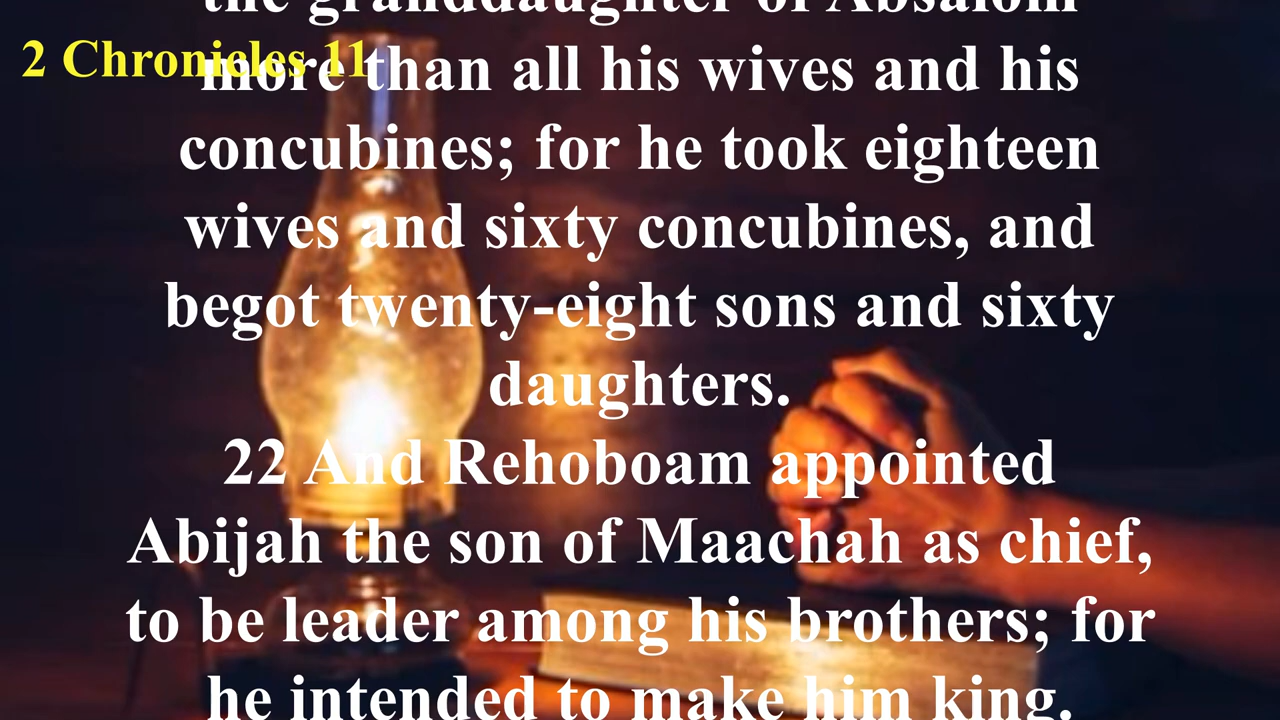 the granddaughter of Absalom
2 Chronicles 11
more than all his wives and his
concubines; for he took eighteen
wives and sixty concubines, and
begot twenty-eight sons and sixty
daughters.
22 And Rehoboam appointed
Abijah the son of Maachah as chief,
to be leader among his brothers; for
he intended to make him king.